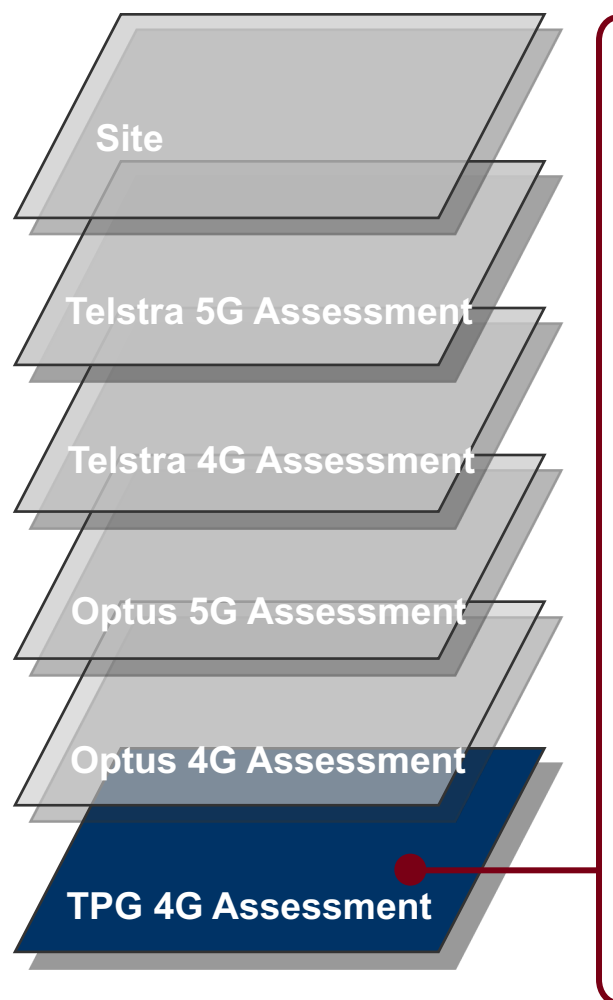 Site
Telstra 5G Assessment
Telstra 4G Assessment
Optus 5G Assessment
Optus 4G Assessment
TPG 4G Assessment